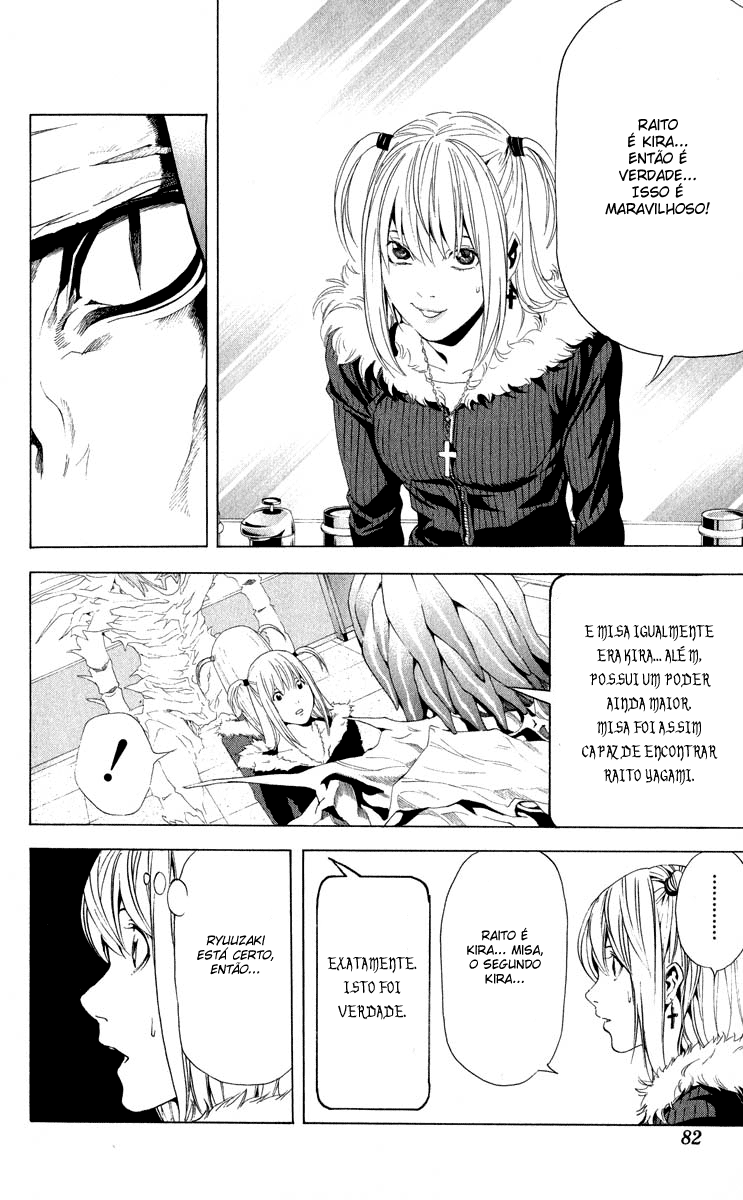 RAITO
É KIRA...
ENTÃO É
VERDADE...
ISSO É
MARAVILHOSO!
E MISA IGUALMENTE
ERA KIRA... ALÉM,
POSSUI UM PODER
AINDA MAIOR.
MISA FOI ASSIM
CAPAZ DE ENCONTRAR
RAITO YAGAMI.
!
.........
RAITO É
KIRA... MISA,
O SEGUNDO
KIRA...
EXATAMENTE.
ISTO FOI
VERDADE.
RYUUZAKI
ESTÁ CERTO,
ENTÃO...
82